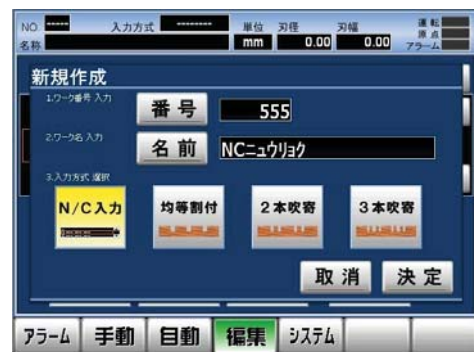 NO. ----- 入力方式 -------- 単位 刃径 刃幅 運転
mm 0.00 0.00 原点
名称 アラーム
新規作成
1.ワーク番号 入力 番号 555
2.ワーク名 入力 名前 NCニュウリョク
3.入力方式 選択
N/C入力 均等割付 2本吹寄 3本吹寄
取消 決定
アラーム 手動 自動 編集 システム